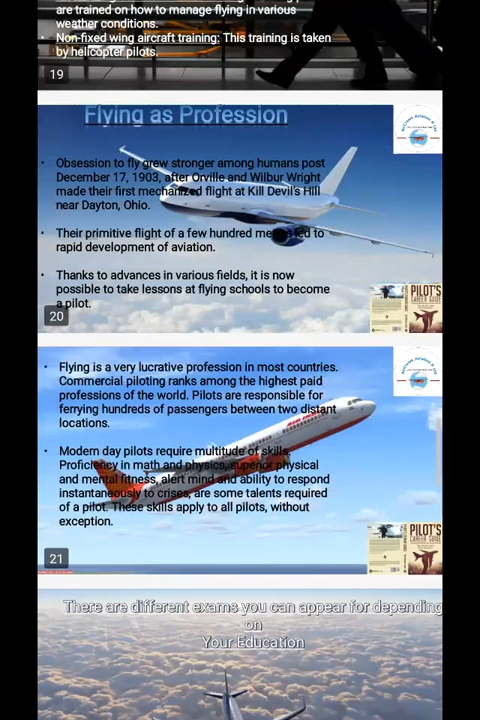 are trained on how to manage flying in various
weather conditions.
• Non-fixed wing aircraft training: This training is taken
by helicopter pilots.
19
Flying as Profession
• Obsession to fly grew stronger among humans post
December 17, 1903, after Orville and Wilbur Wright
made their first mechanized flight at Kill Devil's Hill
near Dayton, Ohio.
• Their primitive flight of a few hundred meters led to
rapid development of aviation.
• Thanks to advances in various fields, it is now
possible to take lessons at flying schools to become
a pilot.
PILOT'S
CAREER GUIDE
20
• Flying is a very lucrative profession in most countries.
Commercial piloting ranks among the highest paid
professions of the world. Pilots are responsible for
ferrying hundreds of passengers between two distant
locations.
• Modern day pilots require multitude of skills.
Proficiency in math and physics, superior physical
and mental fitness, alert mind and ability to respond
instantaneously to crises, are some talents required
of a pilot. These skills apply to all pilots, without
exception.
PILOT'S
CAREER GUIDE
21
There are different exams you can appear for depending
on
Your Education